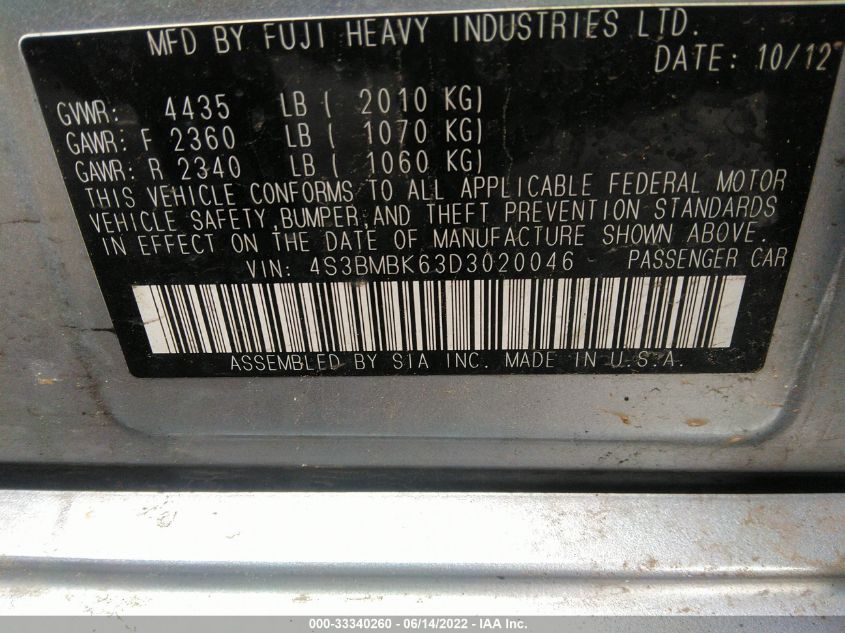 MFD BY FUJI HEAVY INDUSTRIES LTD.
DATE: 10/12
GVWR: 4435 LB ( 2010 KG)
GAWR: F 2360 LB ( 1070 KG)
GAWR: R 2340 LB ( 1060 KG)
THIS VEHICLE CONFORMS TO ALL APPLICABLE FEDERAL MOTOR
VEHICLE SAFETY,BUMPER,AND THEFT PREVENTION STANDARDS
IN EFFECT ON THE DATE OF MANUFACTURE SHOWN ABOVE.
VIN: 4S3BMBK63D3020046 PASSENGER CAR
ASSEMBLED BY SIA INC. MADE IN U.S.A.
000-33340260 - 06/14/2022 - IAA Inc.